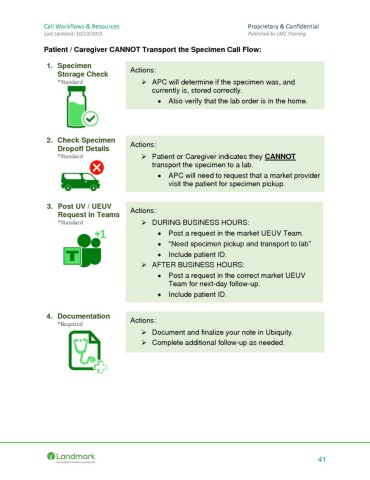 Call Workflows & Resources
Proprietary & Confidential
Last Updated: 10/23/2023
Published by LMS Training
Patient / Caregiver CANNOT Transport the Specimen Call Flow:
1. Specimen
Storage Check
*Standard
Actions:
➢ APC will determine if the specimen was, and
currently is, stored correctly.
• Also verify that the lab order is in the home.
2. Check Specimen
Dropoff Details
*Standard
Actions:
➢ Patient or Caregiver indicates they CANNOT
transport the specimen to a lab.
• APC will need to request that a market provider
visit the patient for specimen pickup.
3. Post UV / UEUV
Request in Teams
*Standard
+1
T
Actions:
➢ DURING BUSINESS HOURS:
• Post a request in the market UEUV Team.
• “Need specimen pickup and transport to lab”
• Include patient ID.
➢ AFTER BUSINESS HOURS:
• Post a request in the correct market UEUV
Team for next-day follow-up.
• Include patient ID.
4. Documentation
*Required
Actions:
➢ Document and finalize your note in Ubiquity.
➢ Complete additional follow-up as needed.
Landmark
41